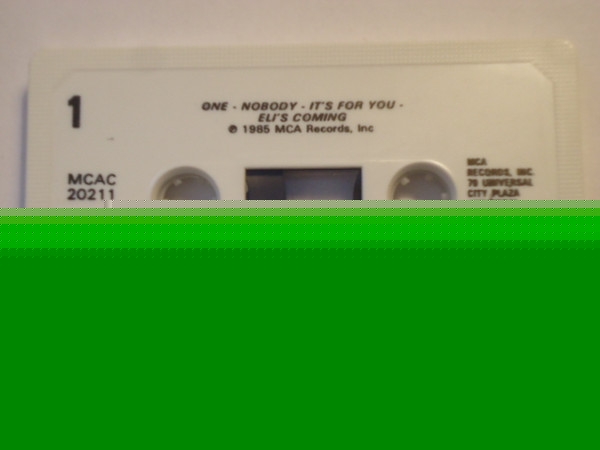 1
ONE - NOBODY - IT'S FOR YOU -
ELI'S COMING
℗ 1985 MCA Records, Inc
MCAC
20211
MCA
RECORDS, INC.
70 UNIVERSAL
CITY PLAZA